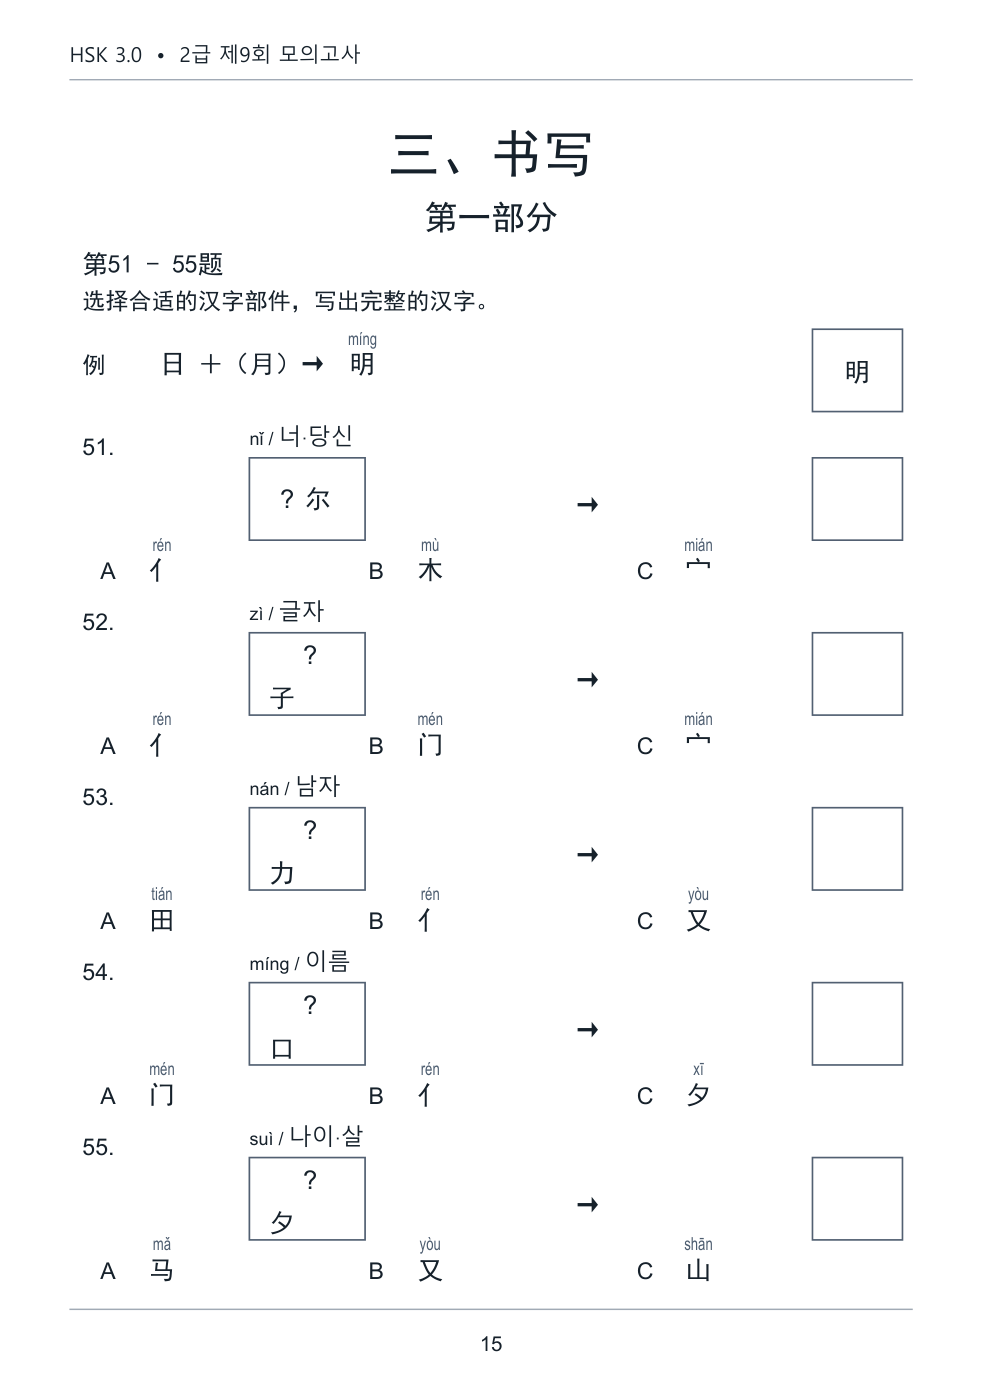 HSK 3.0 • 2급 제9회 모의고사
三、书写
第一部分
第51 – 55题
选择合适的汉字部件，写出完整的汉字。
míng
例 日 ＋（月）➞ 明
明
51.
nǐ / 너·당신
? 尔
➞
rén mù mián
A 亻 B 木 C 宀
52.
zì / 글자
?
子
➞
rén mén mián
A 亻 B 门 C 宀
53.
nán / 남자
?
力
➞
tián rén yòu
A 田 B 亻 C 又
54.
míng / 이름
?
口
➞
mén rén xī
A 门 B 亻 C 夕
55.
suì / 나이·살
?
夕
➞
mǎ yòu shān
A 马 B 又 C 山
15